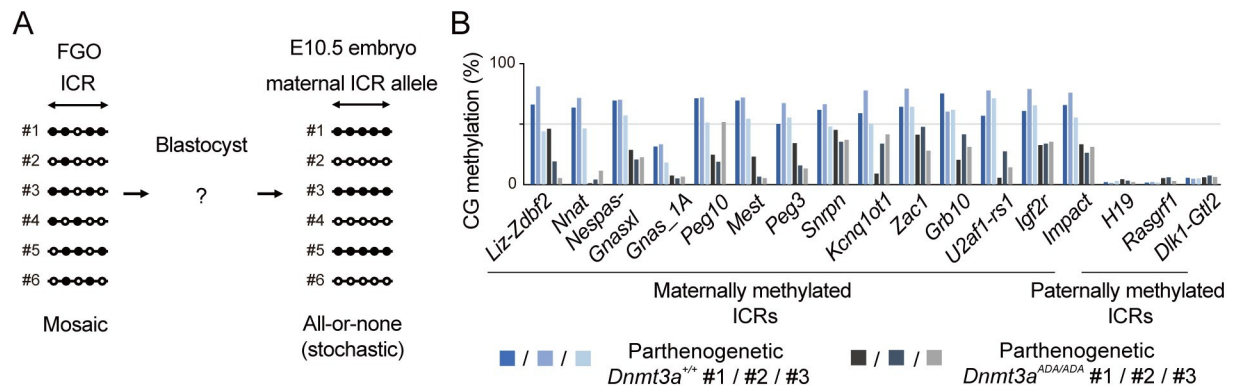 A
FGO
ICR
E10.5 embryo
maternal ICR allele
#1
#2
#3
#4
#5
#6
Blastocyst
?
#1
#2
#3
#4
#5
#6
Mosaic
All-or-none
(stochastic)
B
CG methylation (%)
100
0
Liz-Zdbf2
Nnat
Nespas-
Gnasxl
Gnas_1A
Peg10
Mest
Peg3
Snrpn
Kcnq1ot1
Zac1
Grb10
U2af1-rs1
Igf2r
Impact
H19
Rasgrf1
Dlk1-Gtl2
Maternally methylated
ICRs
Paternally methylated
ICRs
/ / Parthenogenetic
Dnmt3a+/+ #1 / #2 / #3
/ / Parthenogenetic
Dnmt3aADA/ADA #1 / #2 / #3